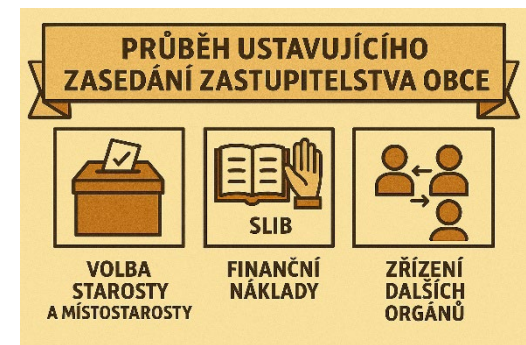 PRŮBĚH USTAVUJÍCÍHO
ZASEDÁNÍ ZASTUPITELSTVA OBCE
VOLBA
STAROSTY
A MÍSTOSTAROSTY
SLIB
FINANČNÍ
NÁKLADY
ZŘÍZENÍ
DALŠÍCH
ORGÁNŮ